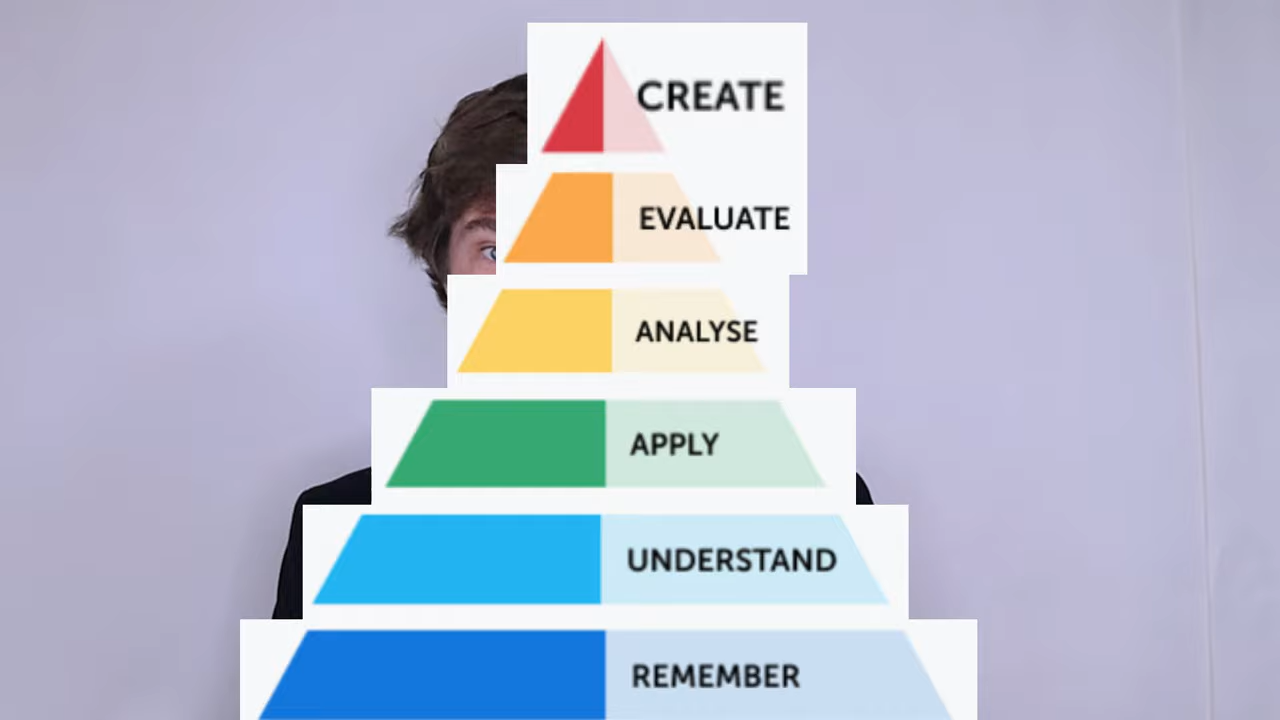 CREATE
EVALUATE
ANALYSE
APPLY
UNDERSTAND
REMEMBER